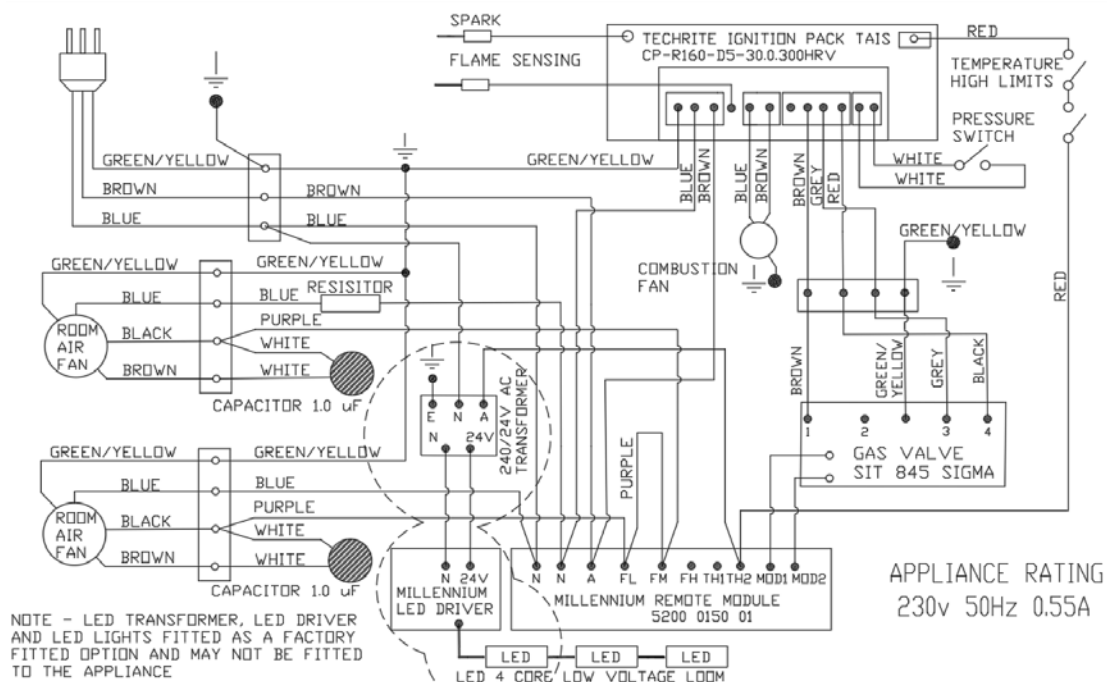 SPARK
FLAME SENSING
TECHRITE IGNITION PACK TAIS
CP-R160-D5-30.0.300HRV
RED
TEMPERATURE
HIGH LIMITS
PRESSURE
SWITCH
WHITE
WHITE
GREEN/YELLOW
GREEN/YELLOW
BROWN
BROWN
BLUE
BLUE
BLUE
BROWN
BLUE
BROWN
BROWN
GREY
RED
GREEN/YELLOW
COMBUSTION
FAN
RED
GREEN/YELLOW
GREEN/YELLOW
BLUE
BLUE
RESISITOR
PURPLE
BLACK
WHITE
ROOM
AIR
FAN
BROWN
WHITE
CAPACITOR 1.0 uF
E N A
N 24V
240/24V AC
TRANSFORMER
BROWN
GREEN/
YELLOW
GREY
BLACK
1 2 3 4
GAS VALVE
SIT 845 SIGMA
GREEN/YELLOW
GREEN/YELLOW
BLUE
BLUE
PURPLE
BLACK
WHITE
ROOM
AIR
FAN
BROWN
WHITE
CAPACITOR 1.0 uF
PURPLE
N 24V
MILLENNIUM
LED DRIVER
N N A FL FM FH TH1 TH2 MOD1 MOD2
MILLENNIUM REMOTE MODULE
5200 0150 01
APPLIANCE RATING
230v 50Hz 0.55A
NOTE - LED TRANSFORMER, LED DRIVER
AND LED LIGHTS FITTED AS A FACTORY
FITTED OPTION AND MAY NOT BE FITTED
TO THE APPLIANCE
LED LED LED
LED 4 CORE LOW VOLTAGE LOOM